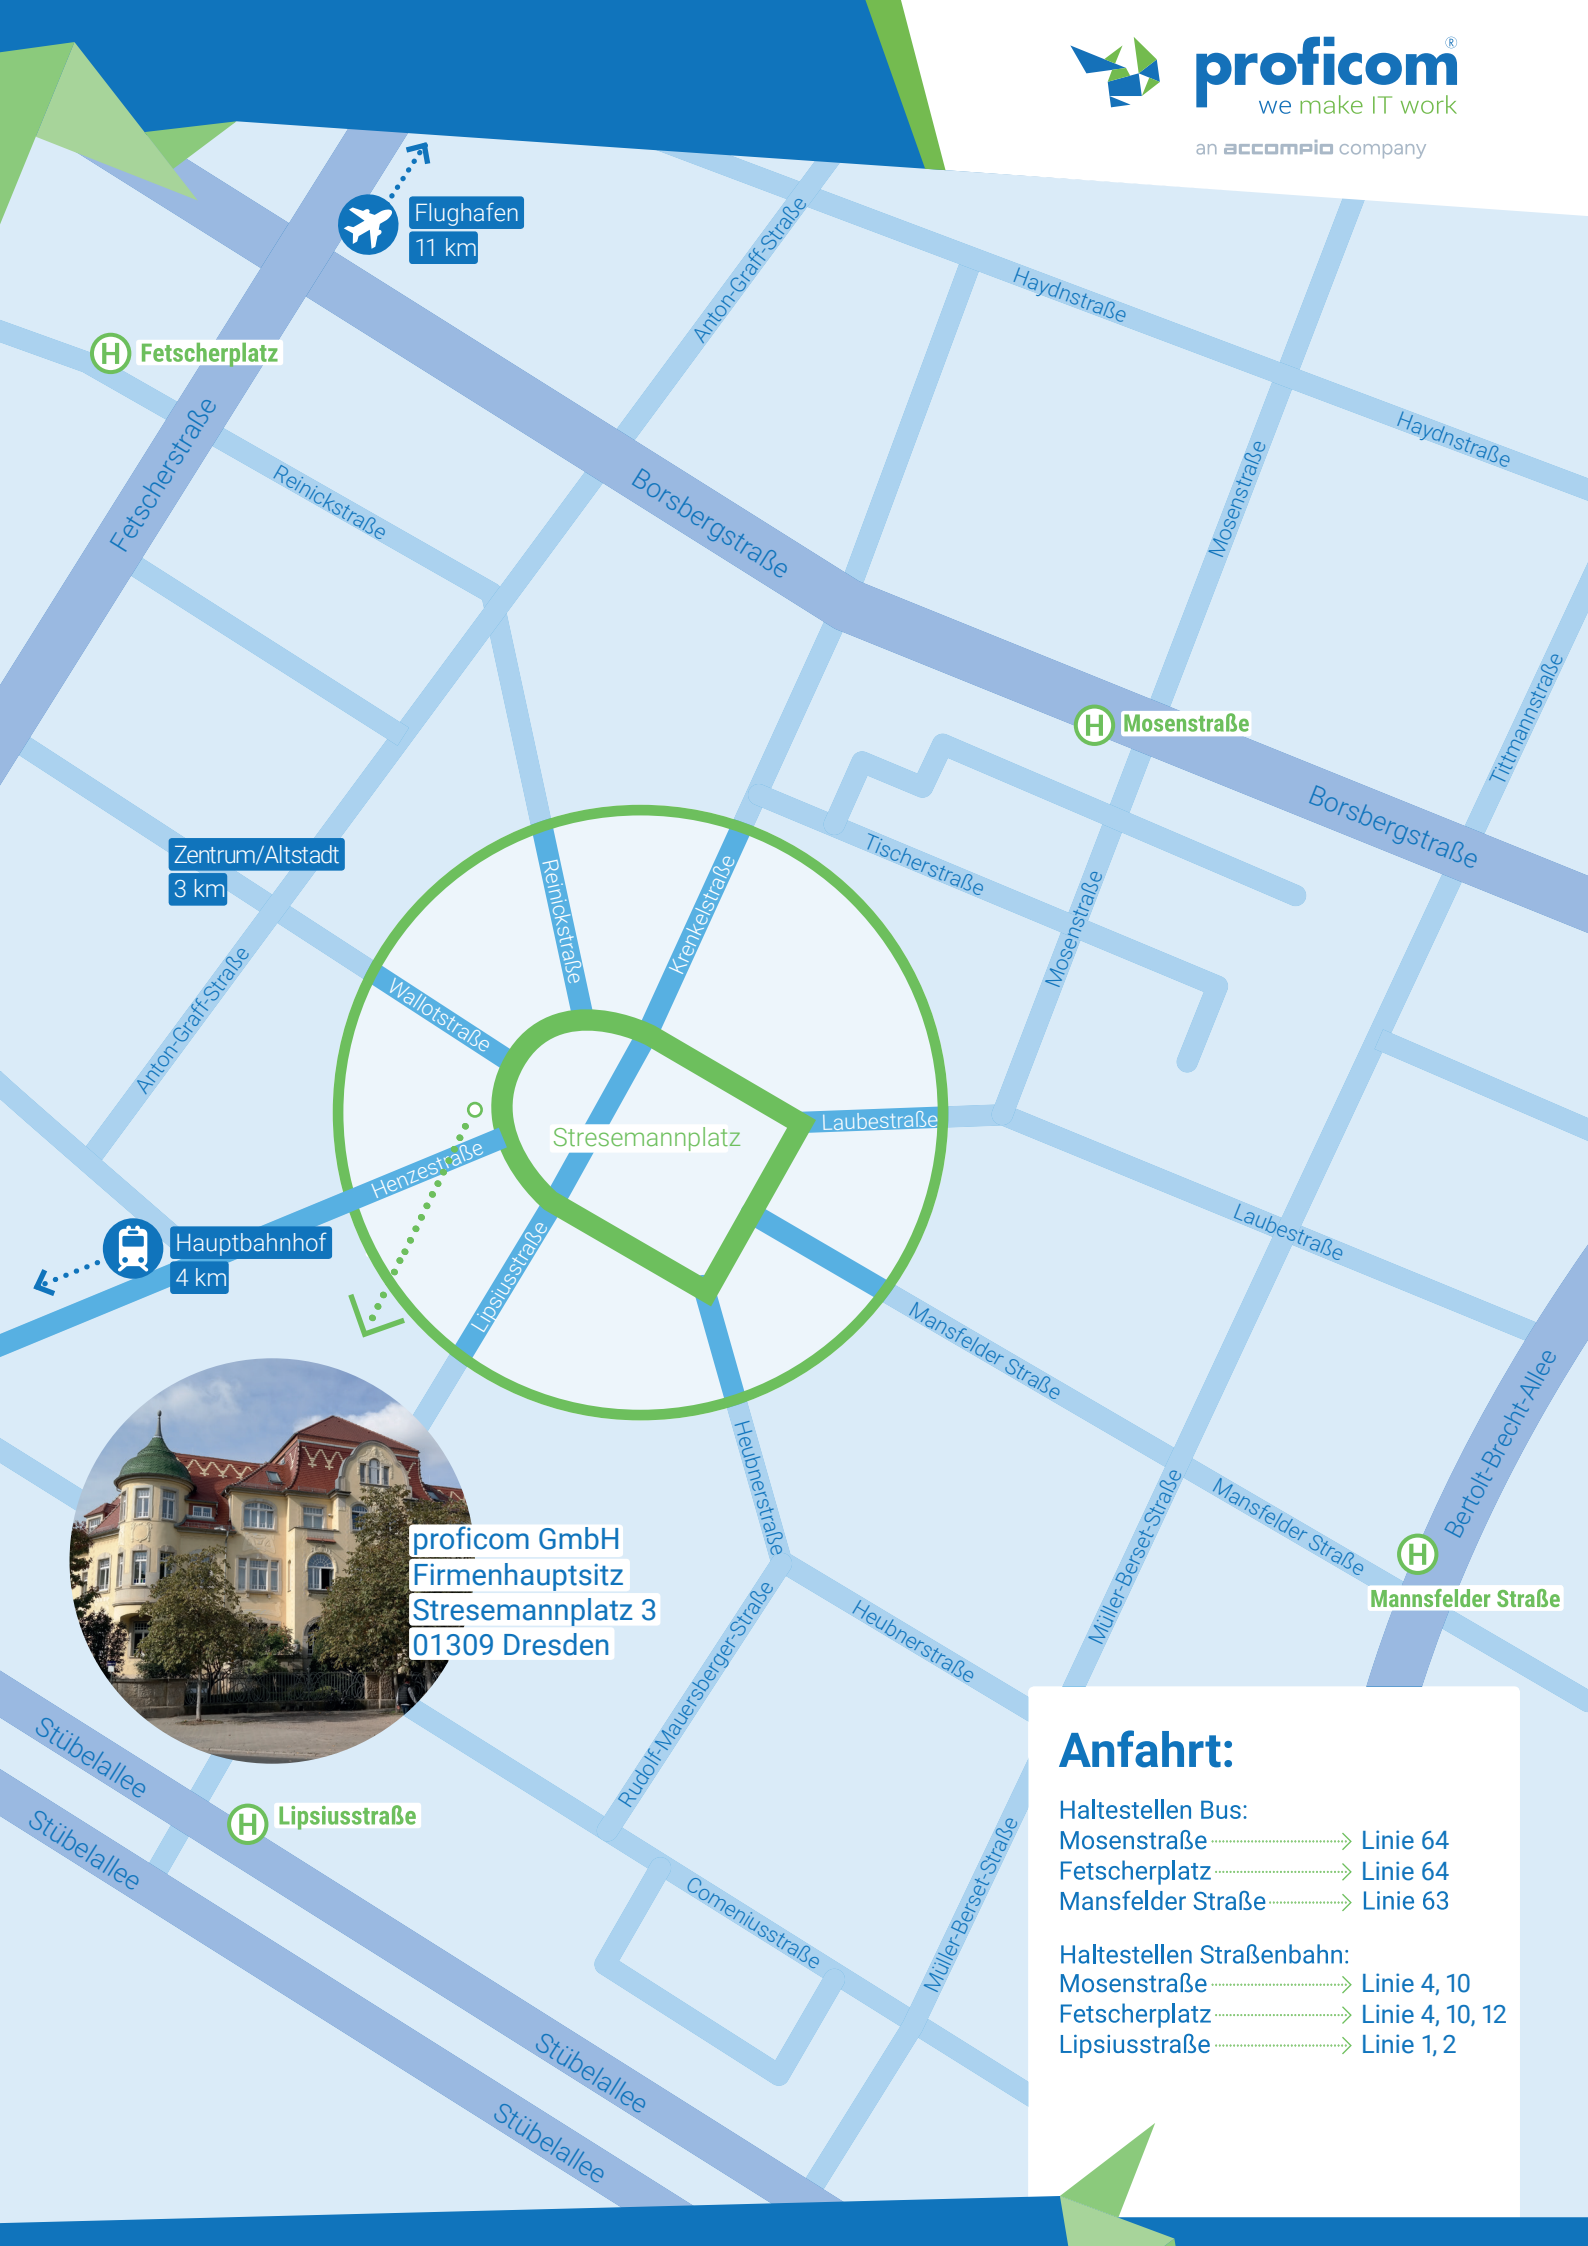 proficom®
we make IT work
an accompio company
Flughafen
11 km
Anton-Graff-Straße
Haydnstraße
Fetscherplatz
Haydnstraße
Fetscherstraße
Reinickstraße
Borsbergstraße
Mosenstraße
Tittmannstraße
H Mosenstraße
Borsbergstraße
Zentrum/Altstadt
3 km
Tischerstraße
Reinickstraße
Krenkelstraße
Mosenstraße
Anton-Graff-Straße
Wallotstraße
Stresemannplatz
Laubestraße
Henzestraße
Laubestraße
Hauptbahnhof
4 km
Lipsiusstraße
Mansfelder Straße
Bertolt-Brecht-Allee
Heubnerstraße
Müller-Berset-Straße
Mansfelder Straße
H
Mannsfelder Straße
proficom GmbH
Firmenhauptsitz
Stresemannplatz 3
01309 Dresden
Rudolf-Mauersberger-Straße
Heubnerstraße
Stübelallee
Stübelallee
H Lipsiusstraße
Comeniusstraße
Müller-Berset-Straße
Stübelallee
Stübelallee
Anfahrt:
Haltestellen Bus:
Mosenstraße Linie 64
Fetscherplatz Linie 64
Mansfelder Straße Linie 63
Haltestellen Straßenbahn:
Mosenstraße Linie 4, 10
Fetscherplatz Linie 4, 10, 12
Lipsiusstraße Linie 1, 2